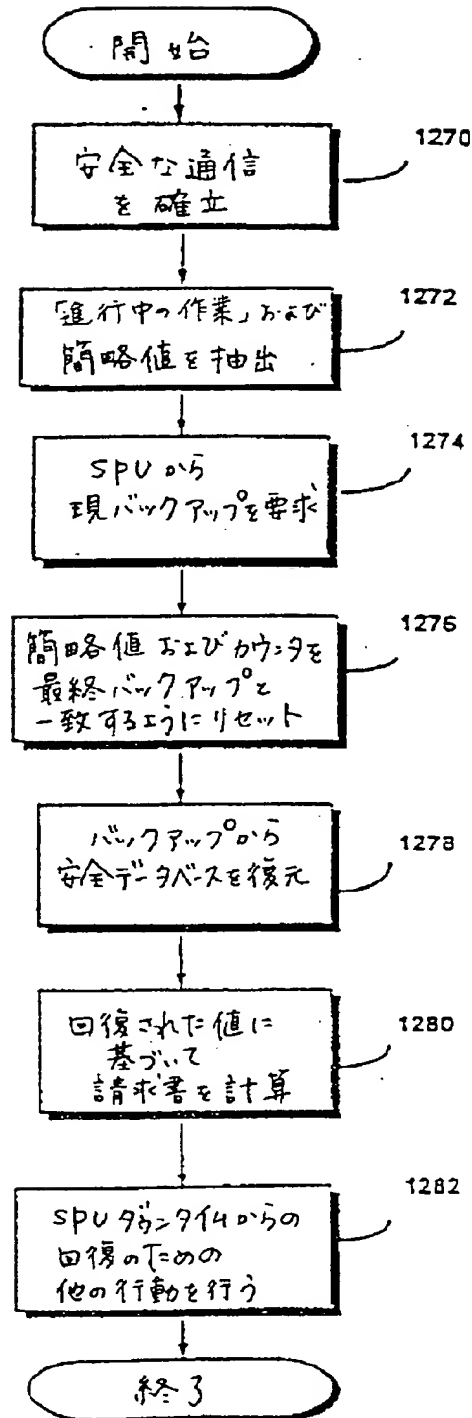 開始
安全な通信
を確立
1270
「進行中の作業」および
簡略値を抽出
1272
SPUから
現バックアップを要求
1274
簡略値およびカウンタを
最終バックアップと
一致するようにリセット
1276
バックアップから
安全データベースを復元
1278
回復された値に
基づいて
請求書を計算
1280
SPUダウンタイムからの
回復のための
他の行動を行う
1282
終了